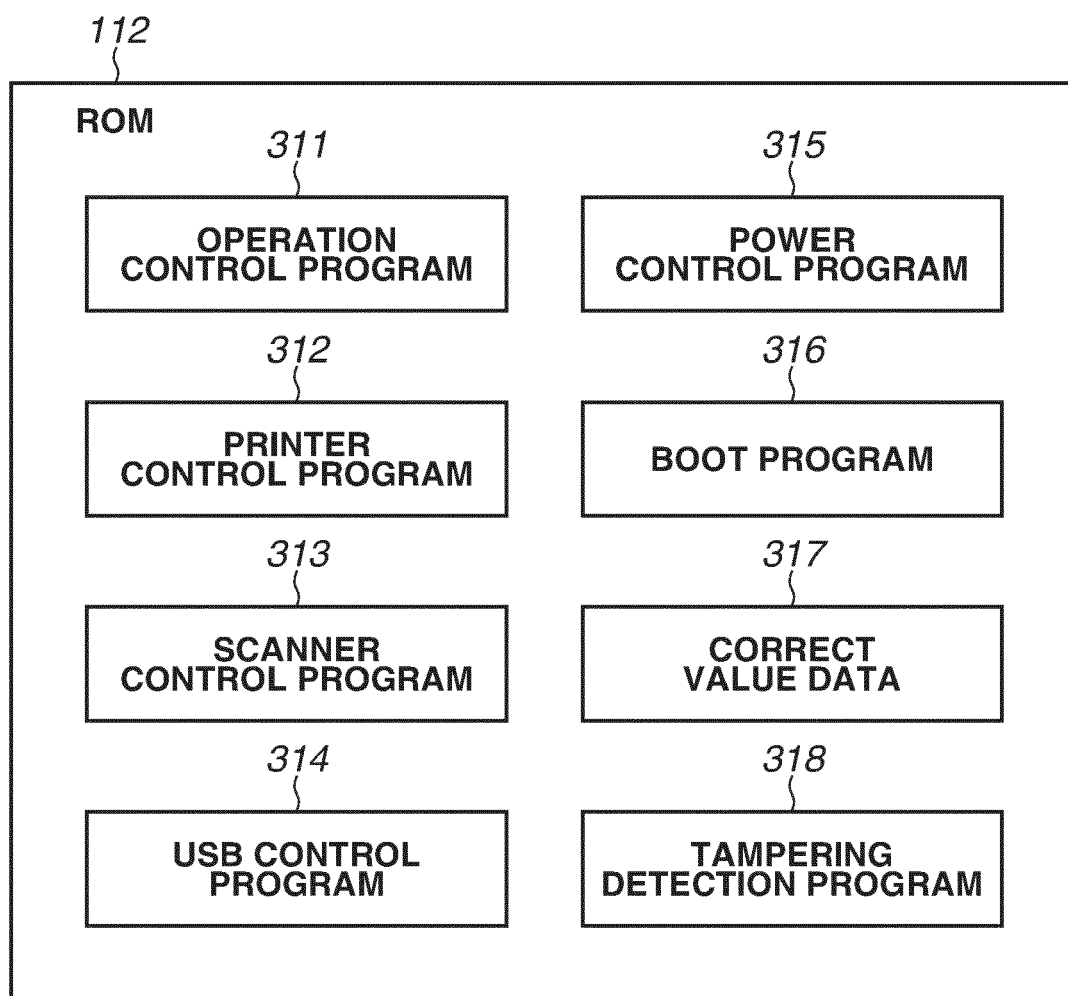 112
ROM
311
OPERATION
CONTROL PROGRAM
315
POWER
CONTROL PROGRAM
312
PRINTER
CONTROL PROGRAM
316
BOOT PROGRAM
313
SCANNER
CONTROL PROGRAM
317
CORRECT
VALUE DATA
314
USB CONTROL
PROGRAM
318
TAMPERING
DETECTION PROGRAM